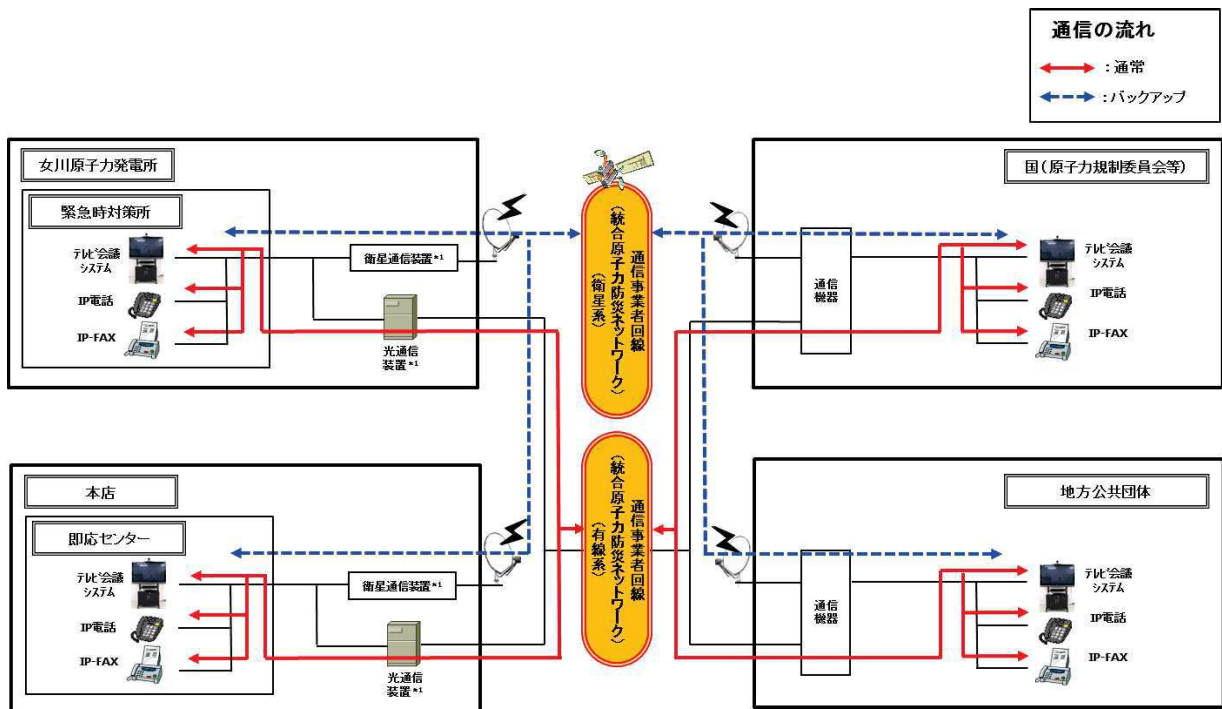 通信の流れ
：通常
：バックアップ
女川原子力発電所
緊急時対策所
テレビ会議
システム
IP電話
IP-FAX
衛星通信装置*1
光通信
装置*1
通信事業者回線
（統合原子力防災ネットワーク）
（衛星系）
国（原子力規制委員会等）
通信
機器
テレビ会議
システム
IP電話
IP-FAX
本店
即応センター
テレビ会議
システム
IP電話
IP-FAX
衛星通信装置*1
光通信
装置*1
通信事業者回線
（統合原子力防災ネットワーク）
（有線系）
地方公共団体
通信
機器
テレビ会議
システム
IP電話
IP-FAX